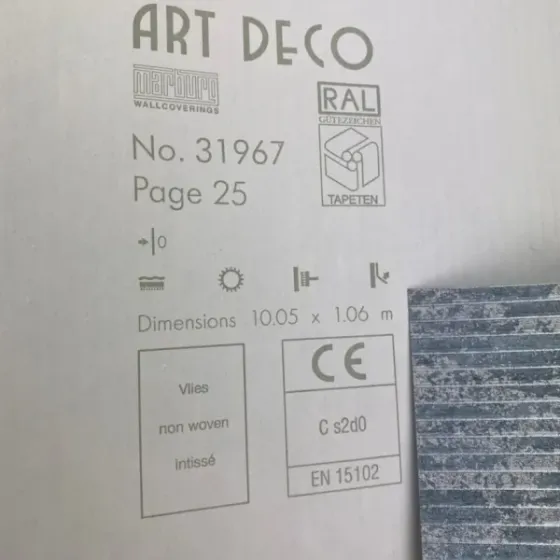 ART DECO
marburg
WALLCOVERINGS
RAL
GÜTEZEICHEN
TAPETEN
No. 31967
Page 25
0
Dimensions 10.05 x 1.06 m
Vlies
non woven
intissé
CE
C s2d0
EN 15102